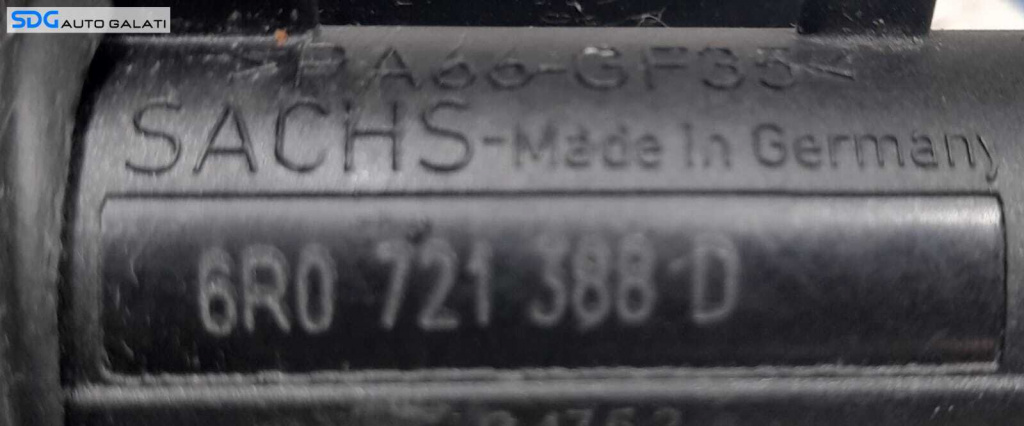 SDG AUTO GALATI
>PA66-GF35<
SACHS-Made in Germany
6R0 721 388 D